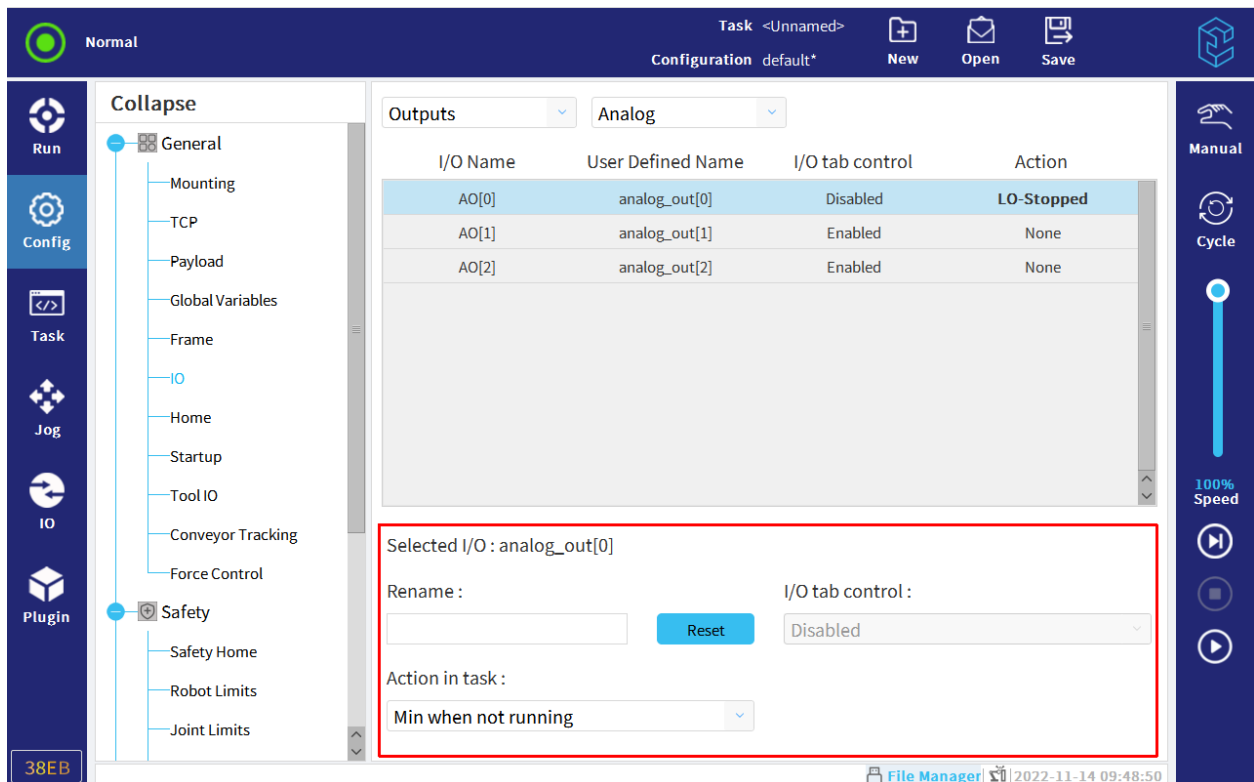 Normal
Task <Unnamed>
Configuration default*
New
Open
Save
Run
Config
Task
Jog
IO
Plugin
38EB
Collapse
General
Mounting
TCP
Payload
Global Variables
Frame
IO
Home
Startup
Tool IO
Conveyor Tracking
Force Control
Safety
Safety Home
Robot Limits
Joint Limits
Outputs Analog
I/O Name User Defined Name I/O tab control Action
AO[0] analog_out[0] Disabled LO-Stopped
AO[1] analog_out[1] Enabled None
AO[2] analog_out[2] Enabled None
Selected I/O : analog_out[0]
Rename : I/O tab control :
Reset Disabled
Action in task :
Min when not running
Manual
Cycle
100%
Speed
File Manager 2022-11-14 09:48:50